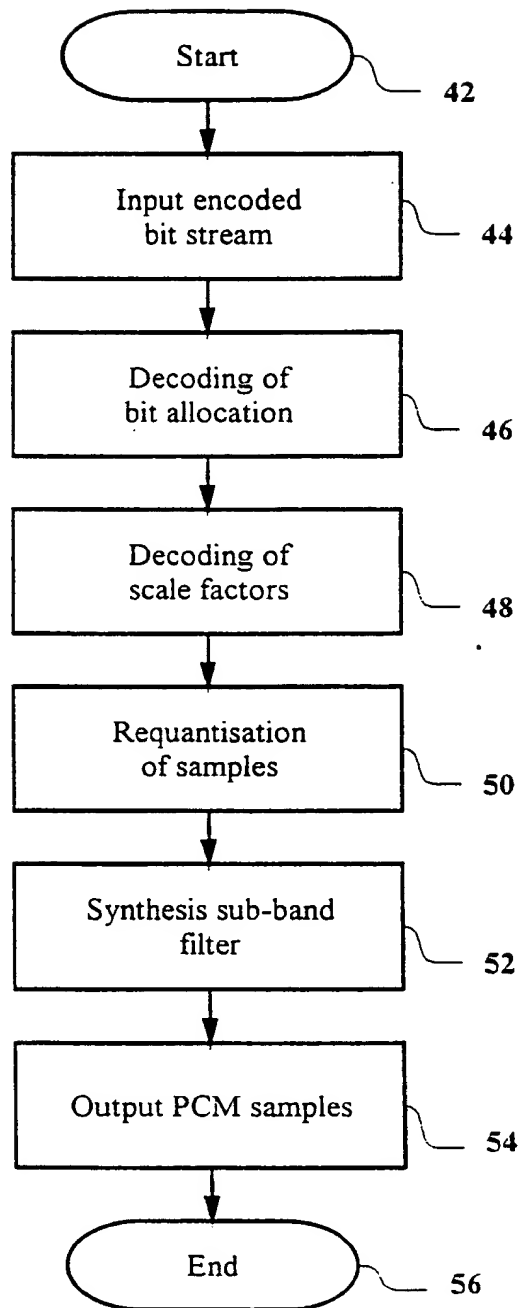 Start
42
Input encoded
bit stream
44
Decoding of
bit allocation
46
Decoding of
scale factors
48
Requantisation
of samples
50
Synthesis sub-band
filter
52
Output PCM samples
54
End
56